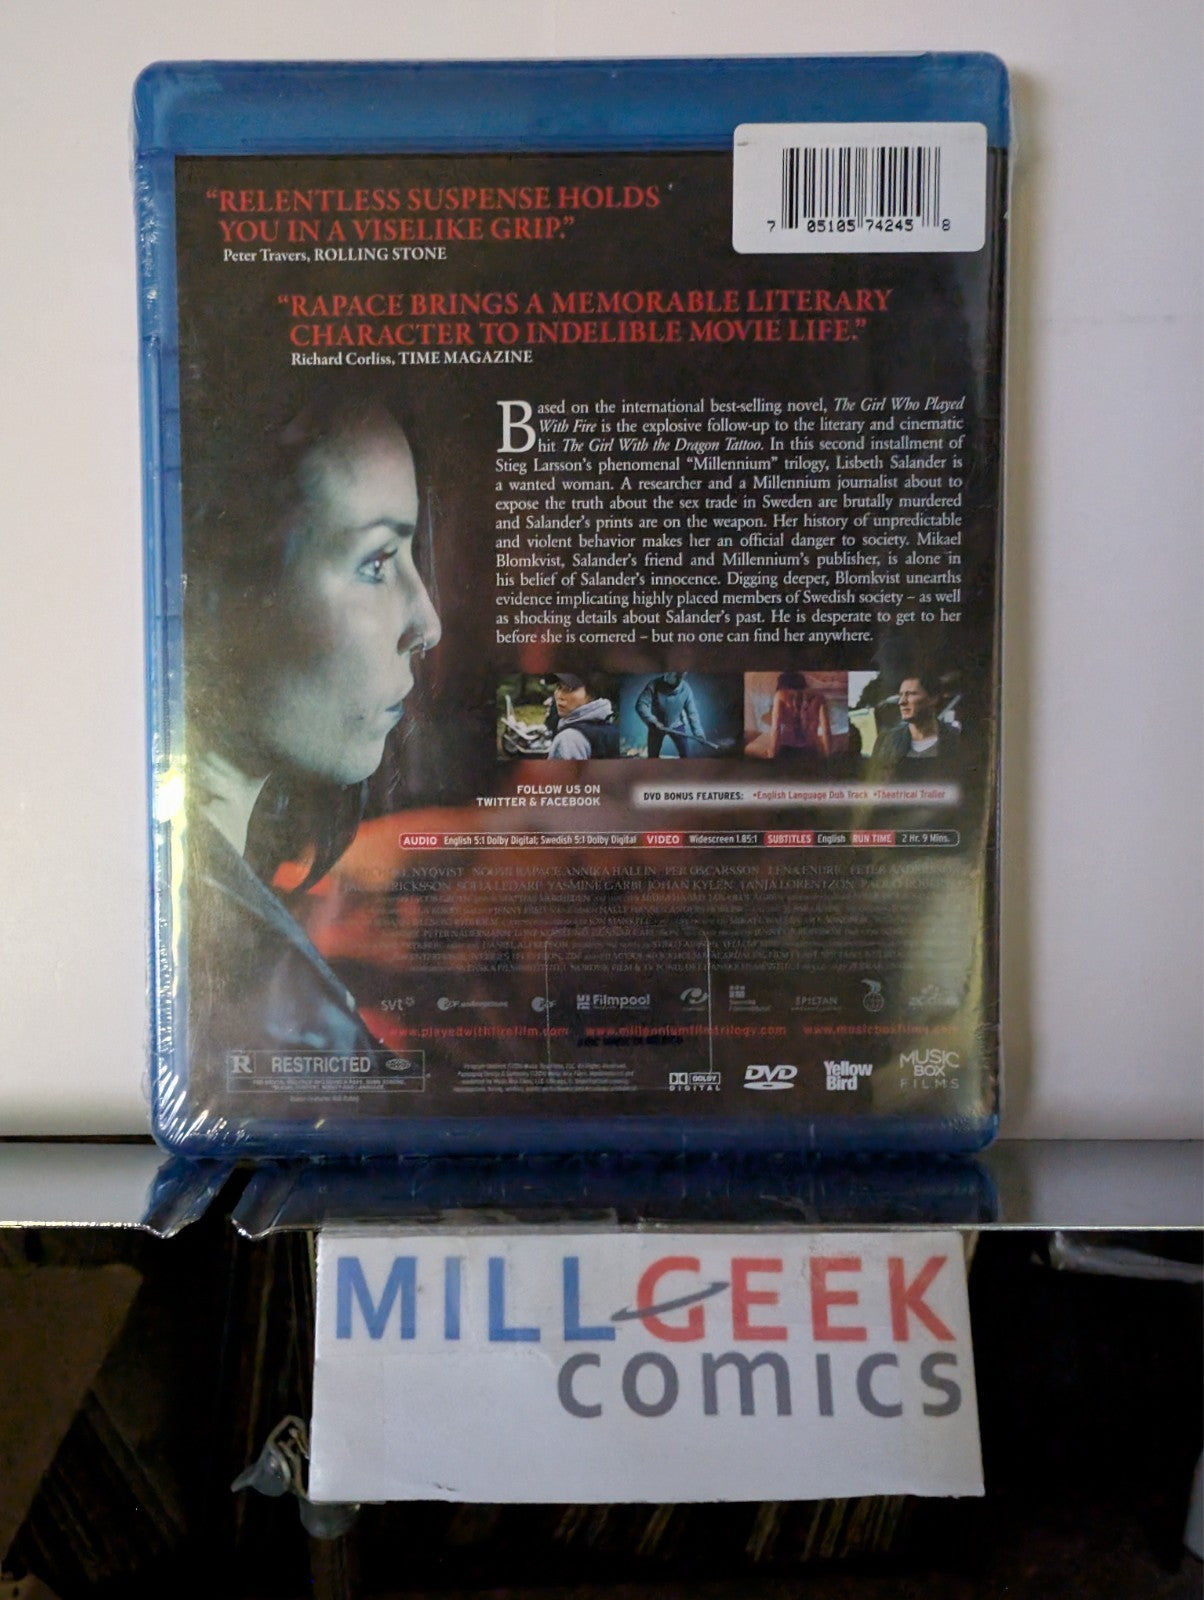 7 05105 74245 8
“RELENTLESS SUSPENSE HOLDS
YOU IN A VISELIKE GRIP.”
Peter Travers, ROLLING STONE
“RAPACE BRINGS A MEMORABLE LITERARY
CHARACTER TO INDELIBLE MOVIE LIFE.”
Richard Corliss, TIME MAGAZINE
Based on the international best-selling novel, The Girl Who Played
With Fire is the explosive follow-up to the literary and cinematic
hit The Girl With the Dragon Tattoo. In this second installment of
Stieg Larsson’s phenomenal “Millennium” trilogy, Lisbeth Salander is
a wanted woman. A researcher and a Millennium journalist about to
expose the truth about the sex trade in Sweden are brutally murdered
and Salander’s prints are on the weapon. Her history of unpredictable
and violent behavior makes her an official danger to society. Mikael
Blomkvist, Salander’s friend and Millennium’s publisher, is alone in
his belief of Salander’s innocence. Digging deeper, Blomkvist unearths
evidence implicating highly placed members of Swedish society – as well
as shocking details about Salander’s past. He is desperate to get to her
before she is cornered – but no one can find her anywhere.
FOLLOW US ON
TWITTER & FACEBOOK
DVD BONUS FEATURES: •English Language Dub Track •Theatrical Trailer
AUDIO English 5:1 Dolby Digital; Swedish 5:1 Dolby Digital VIDEO Widescreen 1.85:1 SUBTITLES English RUN TIME 2 Hr. 9 Mins.
NYQVIST NOOMI RAPACE ANNIKA HALLIN PER OSCARSSON LENA ENDRE PETER
SOFIA LEDARP YASMINE GARBI JOHAN KYLEN TANJA LORENTZON
svt Filmpool SPILTAN
www.playedwithfirefilm.com www.millenniumfilmtrilogy.com www.musicboxfilms.com
R RESTRICTED
DOLBY DIGITAL
DVD
Yellow Bird
MUSIC BOX FILMS
MILL GEEK
comics